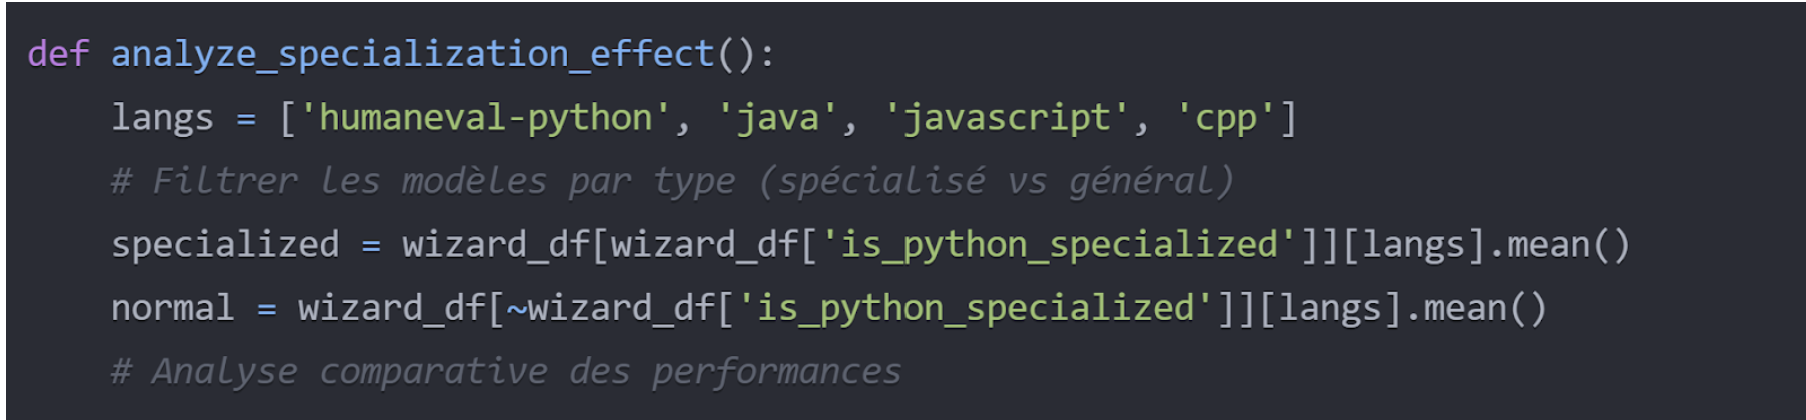 def analyze_specialization_effect():
    langs = ['humaneval-python', 'java', 'javascript', 'cpp']
    # Filtrer les modèles par type (spécialisé vs général)
    specialized = wizard_df[wizard_df['is_python_specialized']][langs].mean()
    normal = wizard_df[~wizard_df['is_python_specialized']][langs].mean()
    # Analyse comparative des performances